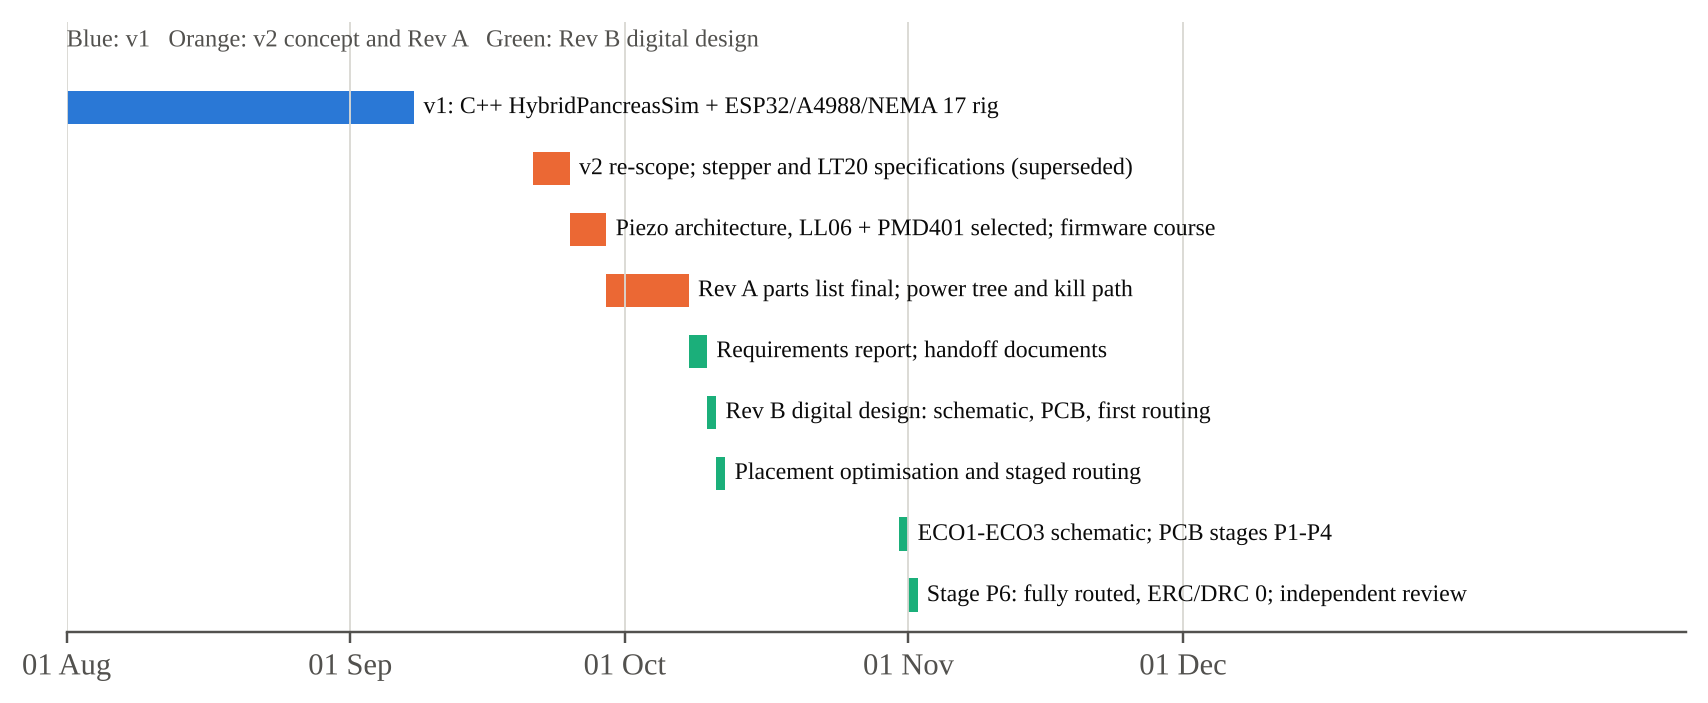 Blue: v1 Orange: v2 concept and Rev A Green: Rev B digital design
v1: C++ HybridPancreasSim + ESP32/A4988/NEMA 17 rig
v2 re-scope; stepper and LT20 specifications (superseded)
Piezo architecture, LL06 + PMD401 selected; firmware course
Rev A parts list final; power tree and kill path
Requirements report; handoff documents
Rev B digital design: schematic, PCB, first routing
Placement optimisation and staged routing
ECO1-ECO3 schematic; PCB stages P1-P4
Stage P6: fully routed, ERC/DRC 0; independent review
01 Aug 01 Sep 01 Oct 01 Nov 01 Dec